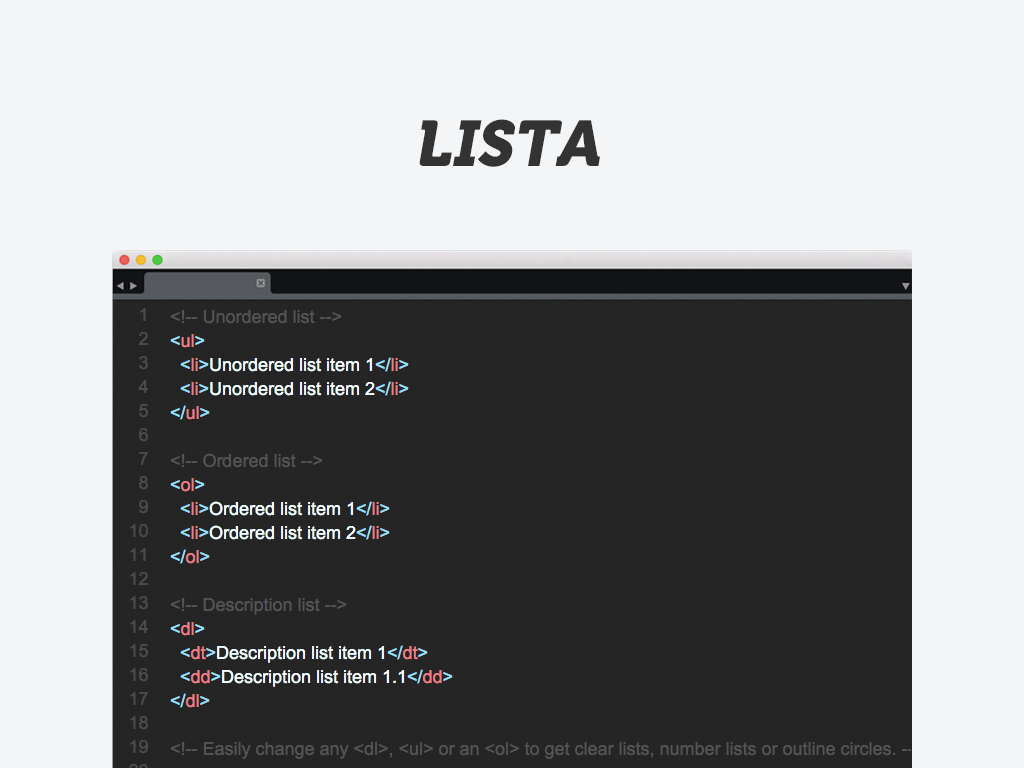 LISTA
1 <!-- Unordered list -->
2 <ul>
3 <li>Unordered list item 1</li>
4 <li>Unordered list item 2</li>
5 </ul>
6
7 <!-- Ordered list -->
8 <ol>
9 <li>Ordered list item 1</li>
10 <li>Ordered list item 2</li>
11 </ol>
12
13 <!-- Description list -->
14 <dl>
15 <dt>Description list item 1</dt>
16 <dd>Description list item 1.1</dd>
17 </dl>
18
19 <!-- Easily change any <dl>, <ul> or an <ol> to get clear lists, number lists or outline circles. --
20